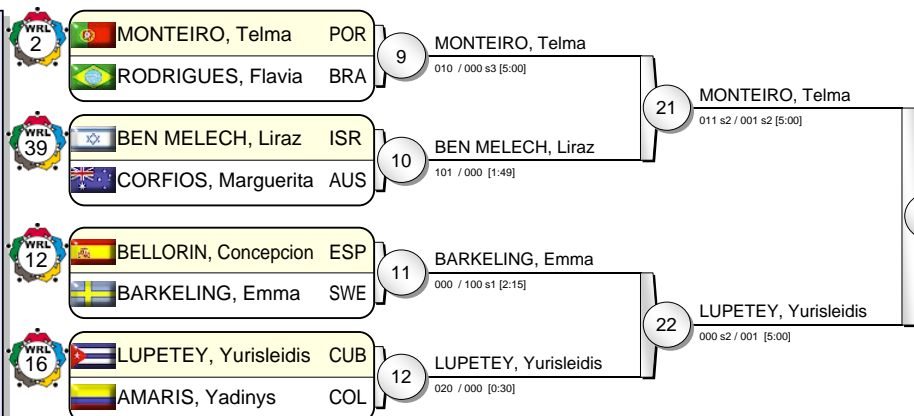 WRL
2
MONTEIRO, Telma POR
RODRIGUES, Flavia BRA
9
MONTEIRO, Telma
010 / 000 s3 [5:00]
WRL
39
BEN MELECH, Liraz ISR
CORFIOS, Marguerita AUS
10
BEN MELECH, Liraz
101 / 000 [1:49]
21
MONTEIRO, Telma
011 s2 / 001 s2 [5:00]
WRL
12
BELLORIN, Concepcion ESP
BARKELING, Emma SWE
11
BARKELING, Emma
000 / 100 s1 [2:15]
WRL
16
LUPETEY, Yurisleidis CUB
AMARIS, Yadinys COL
12
LUPETEY, Yurisleidis
020 / 000 [0:30]
22
LUPETEY, Yurisleidis
000 s2 / 001 [5:00]